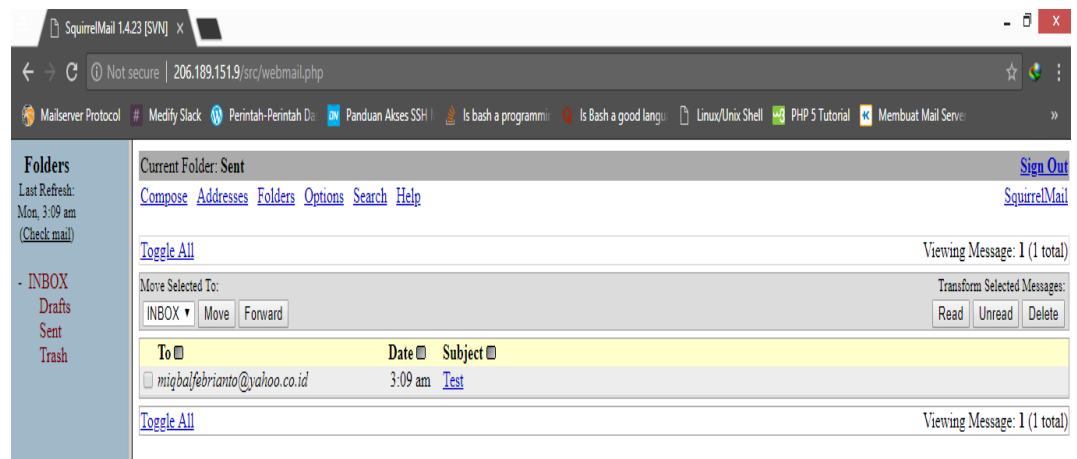 SquirrelMail 1.4.23 [SVN]
Not secure | 206.189.151.9/src/webmail.php
Mailserver Protocol # Medify Slack Perintah-Perintah Da Panduan Akses SSH Is bash a programmi Is Bash a good langu Linux/Unix Shell PHP 5 Tutorial Membuat Mail Serve »
Folders
Last Refresh:
Mon, 3:09 am
(Check mail)
- INBOX
Drafts
Sent
Trash
Current Folder: Sent Sign Out
Compose Addresses Folders Options Search Help SquirrelMail
Toggle All Viewing Message: 1 (1 total)
Move Selected To: Transform Selected Messages:
INBOX Move Forward Read Unread Delete
To Date Subject
miqbalfebrianto@yahoo.co.id 3:09 am Test
Toggle All Viewing Message: 1 (1 total)